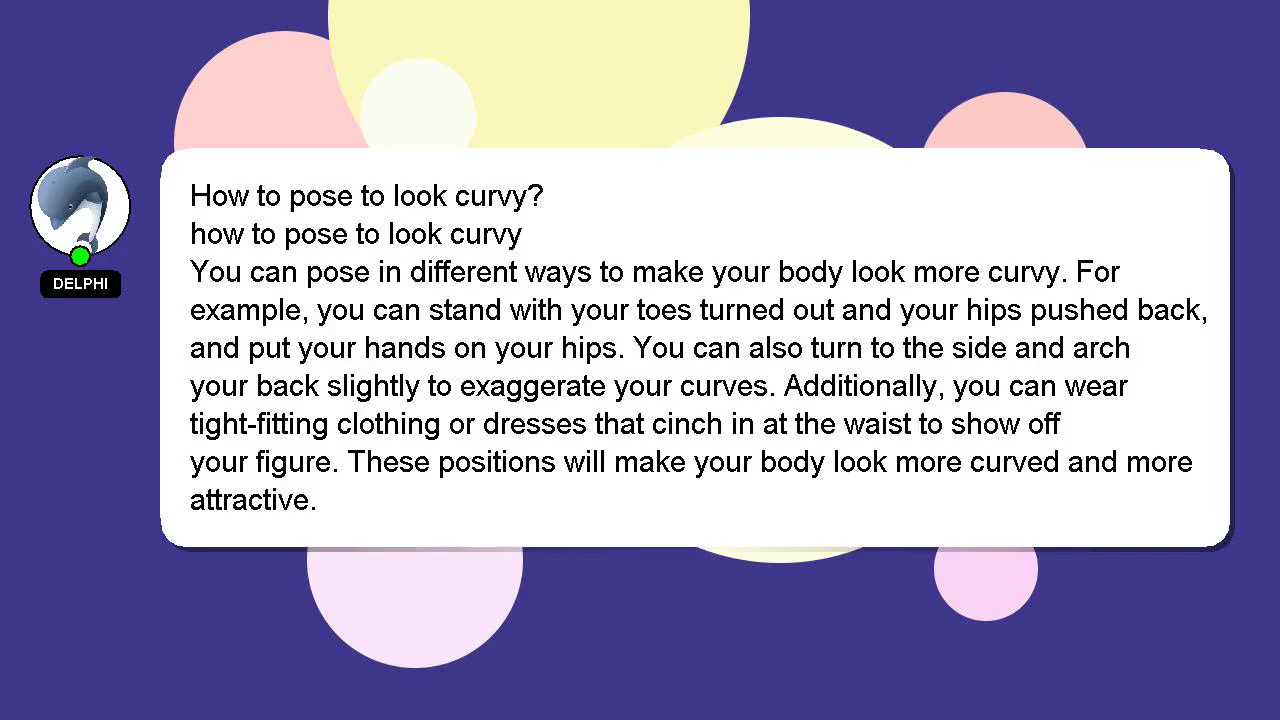 How to pose to look curvy?
how to pose to look curvy
You can pose in different ways to make your body look more curvy. For
example, you can stand with your toes turned out and your hips pushed back,
and put your hands on your hips. You can also turn to the side and arch
your back slightly to exaggerate your curves. Additionally, you can wear
tight-fitting clothing or dresses that cinch in at the waist to show off
your figure. These positions will make your body look more curved and more
attractive.
DELPHI